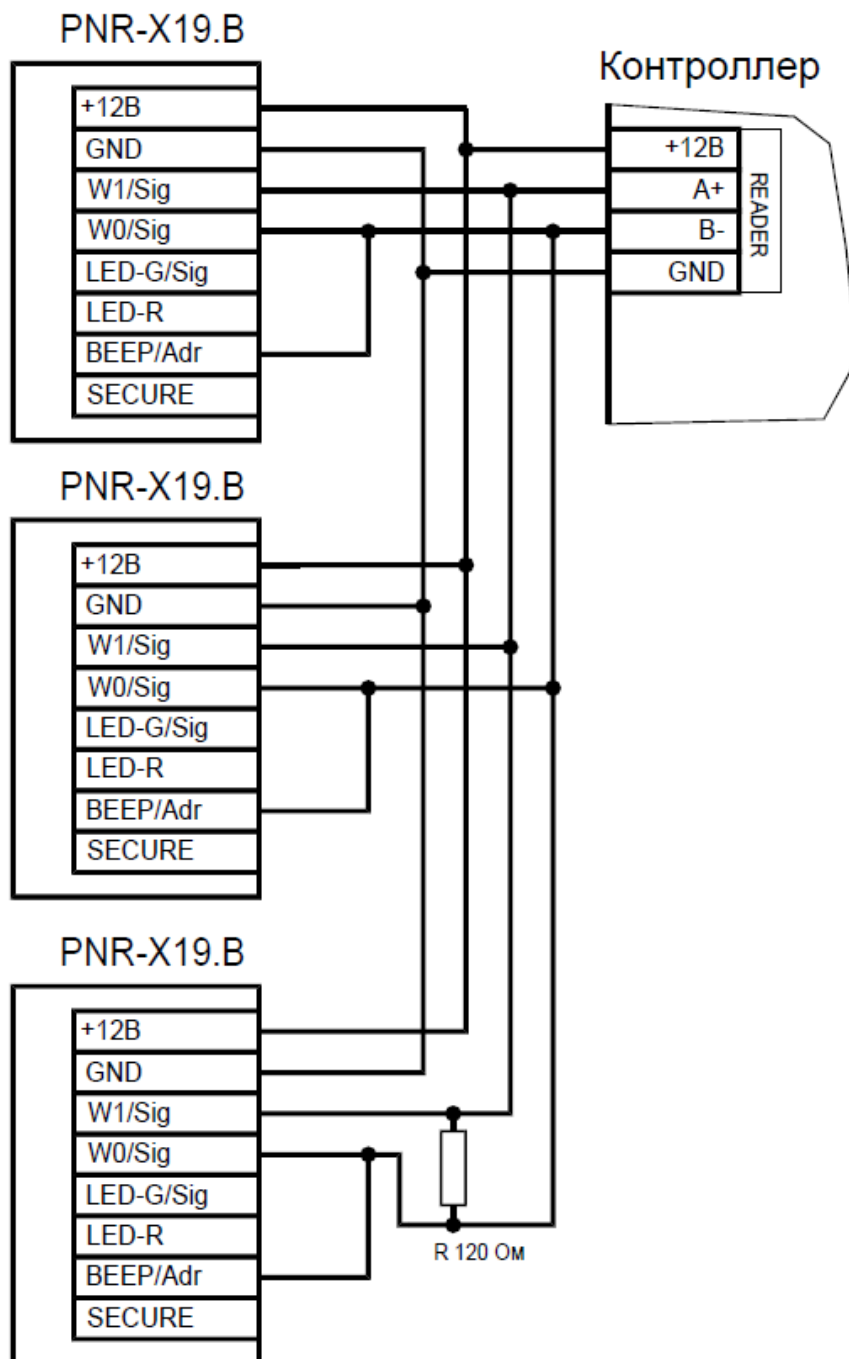 PNR-X19.B
+12В
GND
W1/Sig
W0/Sig
LED-G/Sig
LED-R
BEEP/Adr
SECURE
Контроллер
+12В
A+
B-
GND
READER
PNR-X19.B
+12В
GND
W1/Sig
W0/Sig
LED-G/Sig
LED-R
BEEP/Adr
SECURE
PNR-X19.B
+12В
GND
W1/Sig
W0/Sig
LED-G/Sig
LED-R
BEEP/Adr
SECURE
R 120 Ом